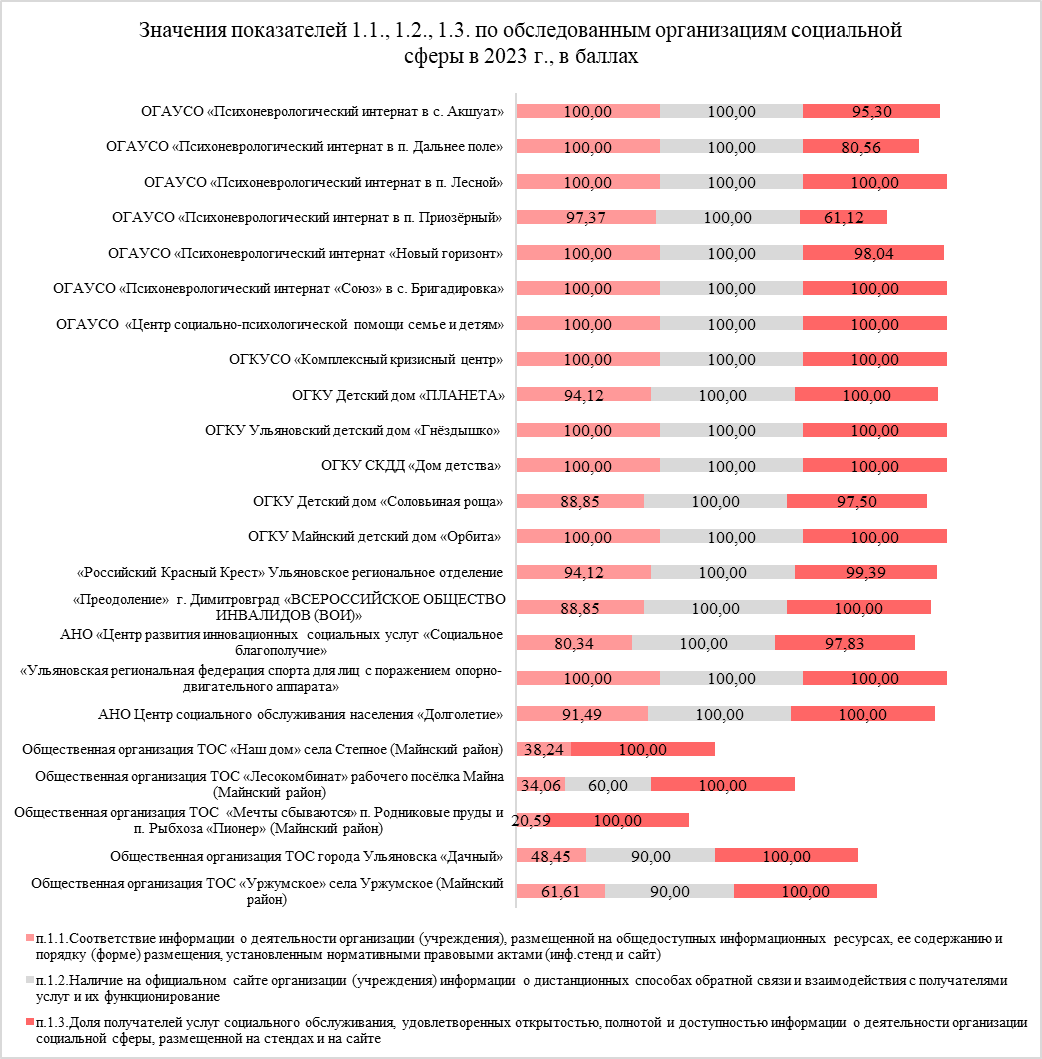 Значения показателей 1.1., 1.2., 1.3. по обследованным организациям социальной
сферы в 2023 г., в баллах
ОГАУСО «Психоневрологический интернат в с. Акшуат» 100,00 100,00 95,30
ОГАУСО «Психоневрологический интернат в п. Дальнее поле» 100,00 100,00 80,56
ОГАУСО «Психоневрологический интернат в п. Лесной» 100,00 100,00 100,00
ОГАУСО «Психоневрологический интернат в п. Приозёрный» 97,37 100,00 61,12
ОГАУСО «Психоневрологический интернат «Новый горизонт» 100,00 100,00 98,04
ОГАУСО «Психоневрологический интернат «Союз» в с. Бригадировка» 100,00 100,00 100,00
ОГАУСО «Центр социально-психологической помощи семье и детям» 100,00 100,00 100,00
ОГКУСО «Комплексный кризисный центр» 100,00 100,00 100,00
ОГКУ Детский дом «ПЛАНЕТА» 94,12 100,00 100,00
ОГКУ Ульяновский детский дом «Гнёздышко» 100,00 100,00 100,00
ОГКУ СКДД «Дом детства» 100,00 100,00 100,00
ОГКУ Детский дом «Соловьиная роща» 88,85 100,00 97,50
ОГКУ Майнский детский дом «Орбита» 100,00 100,00 100,00
«Российский Красный Крест» Ульяновское региональное отделение 94,12 100,00 99,39
«Преодоление» г. Димитровград «ВСЕРОССИЙСКОЕ ОБЩЕСТВО
ИНВАЛИДОВ (ВОИ)» 88,85 100,00 100,00
АНО «Центр развития инновационных социальных услуг «Социальное
благополучие» 80,34 100,00 97,83
«Ульяновская региональная федерация спорта для лиц с поражением опорно-
двигательного аппарата» 100,00 100,00 100,00
АНО Центр социального обслуживания населения «Долголетие» 91,49 100,00 100,00
Общественная организация ТОС «Наш дом» села Степное (Майнский район) 38,24 100,00
Общественная организация ТОС «Лесокомбинат» рабочего посёлка Майна
(Майнский район) 34,06 60,00 100,00
Общественная организация ТОС «Мечты сбываются» п. Родниковые пруды и
п. Рыбхоза «Пионер» (Майнский район) 20,59 100,00
Общественная организация ТОС города Ульяновска «Дачный» 48,45 90,00 100,00
Общественная организация ТОС «Уржумское» села Уржумское (Майнский
район) 61,61 90,00 100,00
п.1.1.Соответствие информации о деятельности организации (учреждения), размещенной на общедоступных информационных ресурсах, ее содержанию и
порядку (форме) размещения, установленным нормативными правовыми актами (инф.стенд и сайт)
п.1.2.Наличие на официальном сайте организации (учреждения) информации о дистанционных способах обратной связи и взаимодействия с получателями
услуг и их функционирование
п.1.3.Доля получателей услуг социального обслуживания, удовлетворенных открытостью, полнотой и доступностью информации о деятельности организации
социальной сферы, размещенной на стендах и на сайте